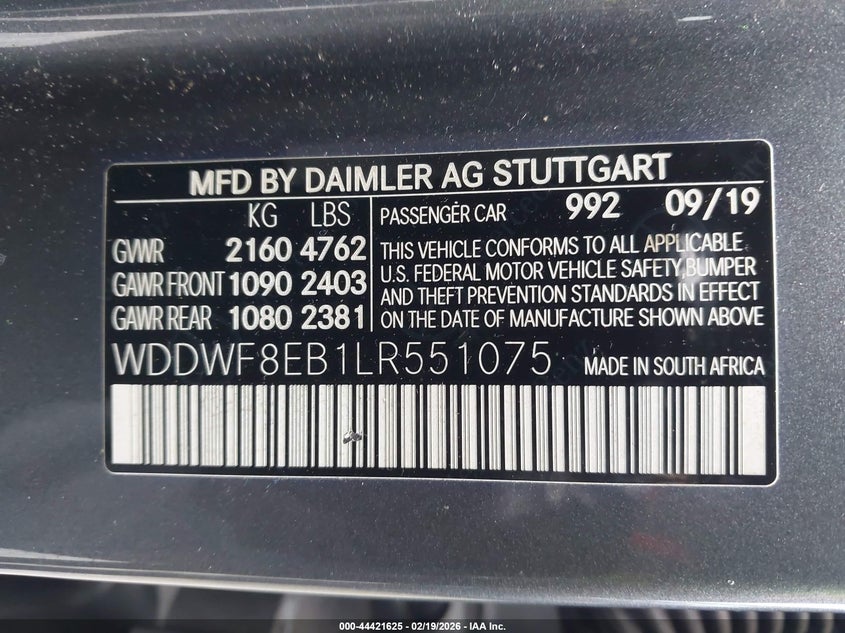 MFD BY DAIMLER AG STUTTGART
KG LBS
GVWR 2160 4762
GAWR FRONT 1090 2403
GAWR REAR 1080 2381
PASSENGER CAR 992 09/19
THIS VEHICLE CONFORMS TO ALL APPLICABLE
U.S. FEDERAL MOTOR VEHICLE SAFETY,BUMPER
AND THEFT PREVENTION STANDARDS IN EFFECT
ON THE DATE OF MANUFACTURE SHOWN ABOVE
WDDWF8EB1LR551075 MADE IN SOUTH AFRICA
000-44421625 - 02/19/2026 - IAA Inc.